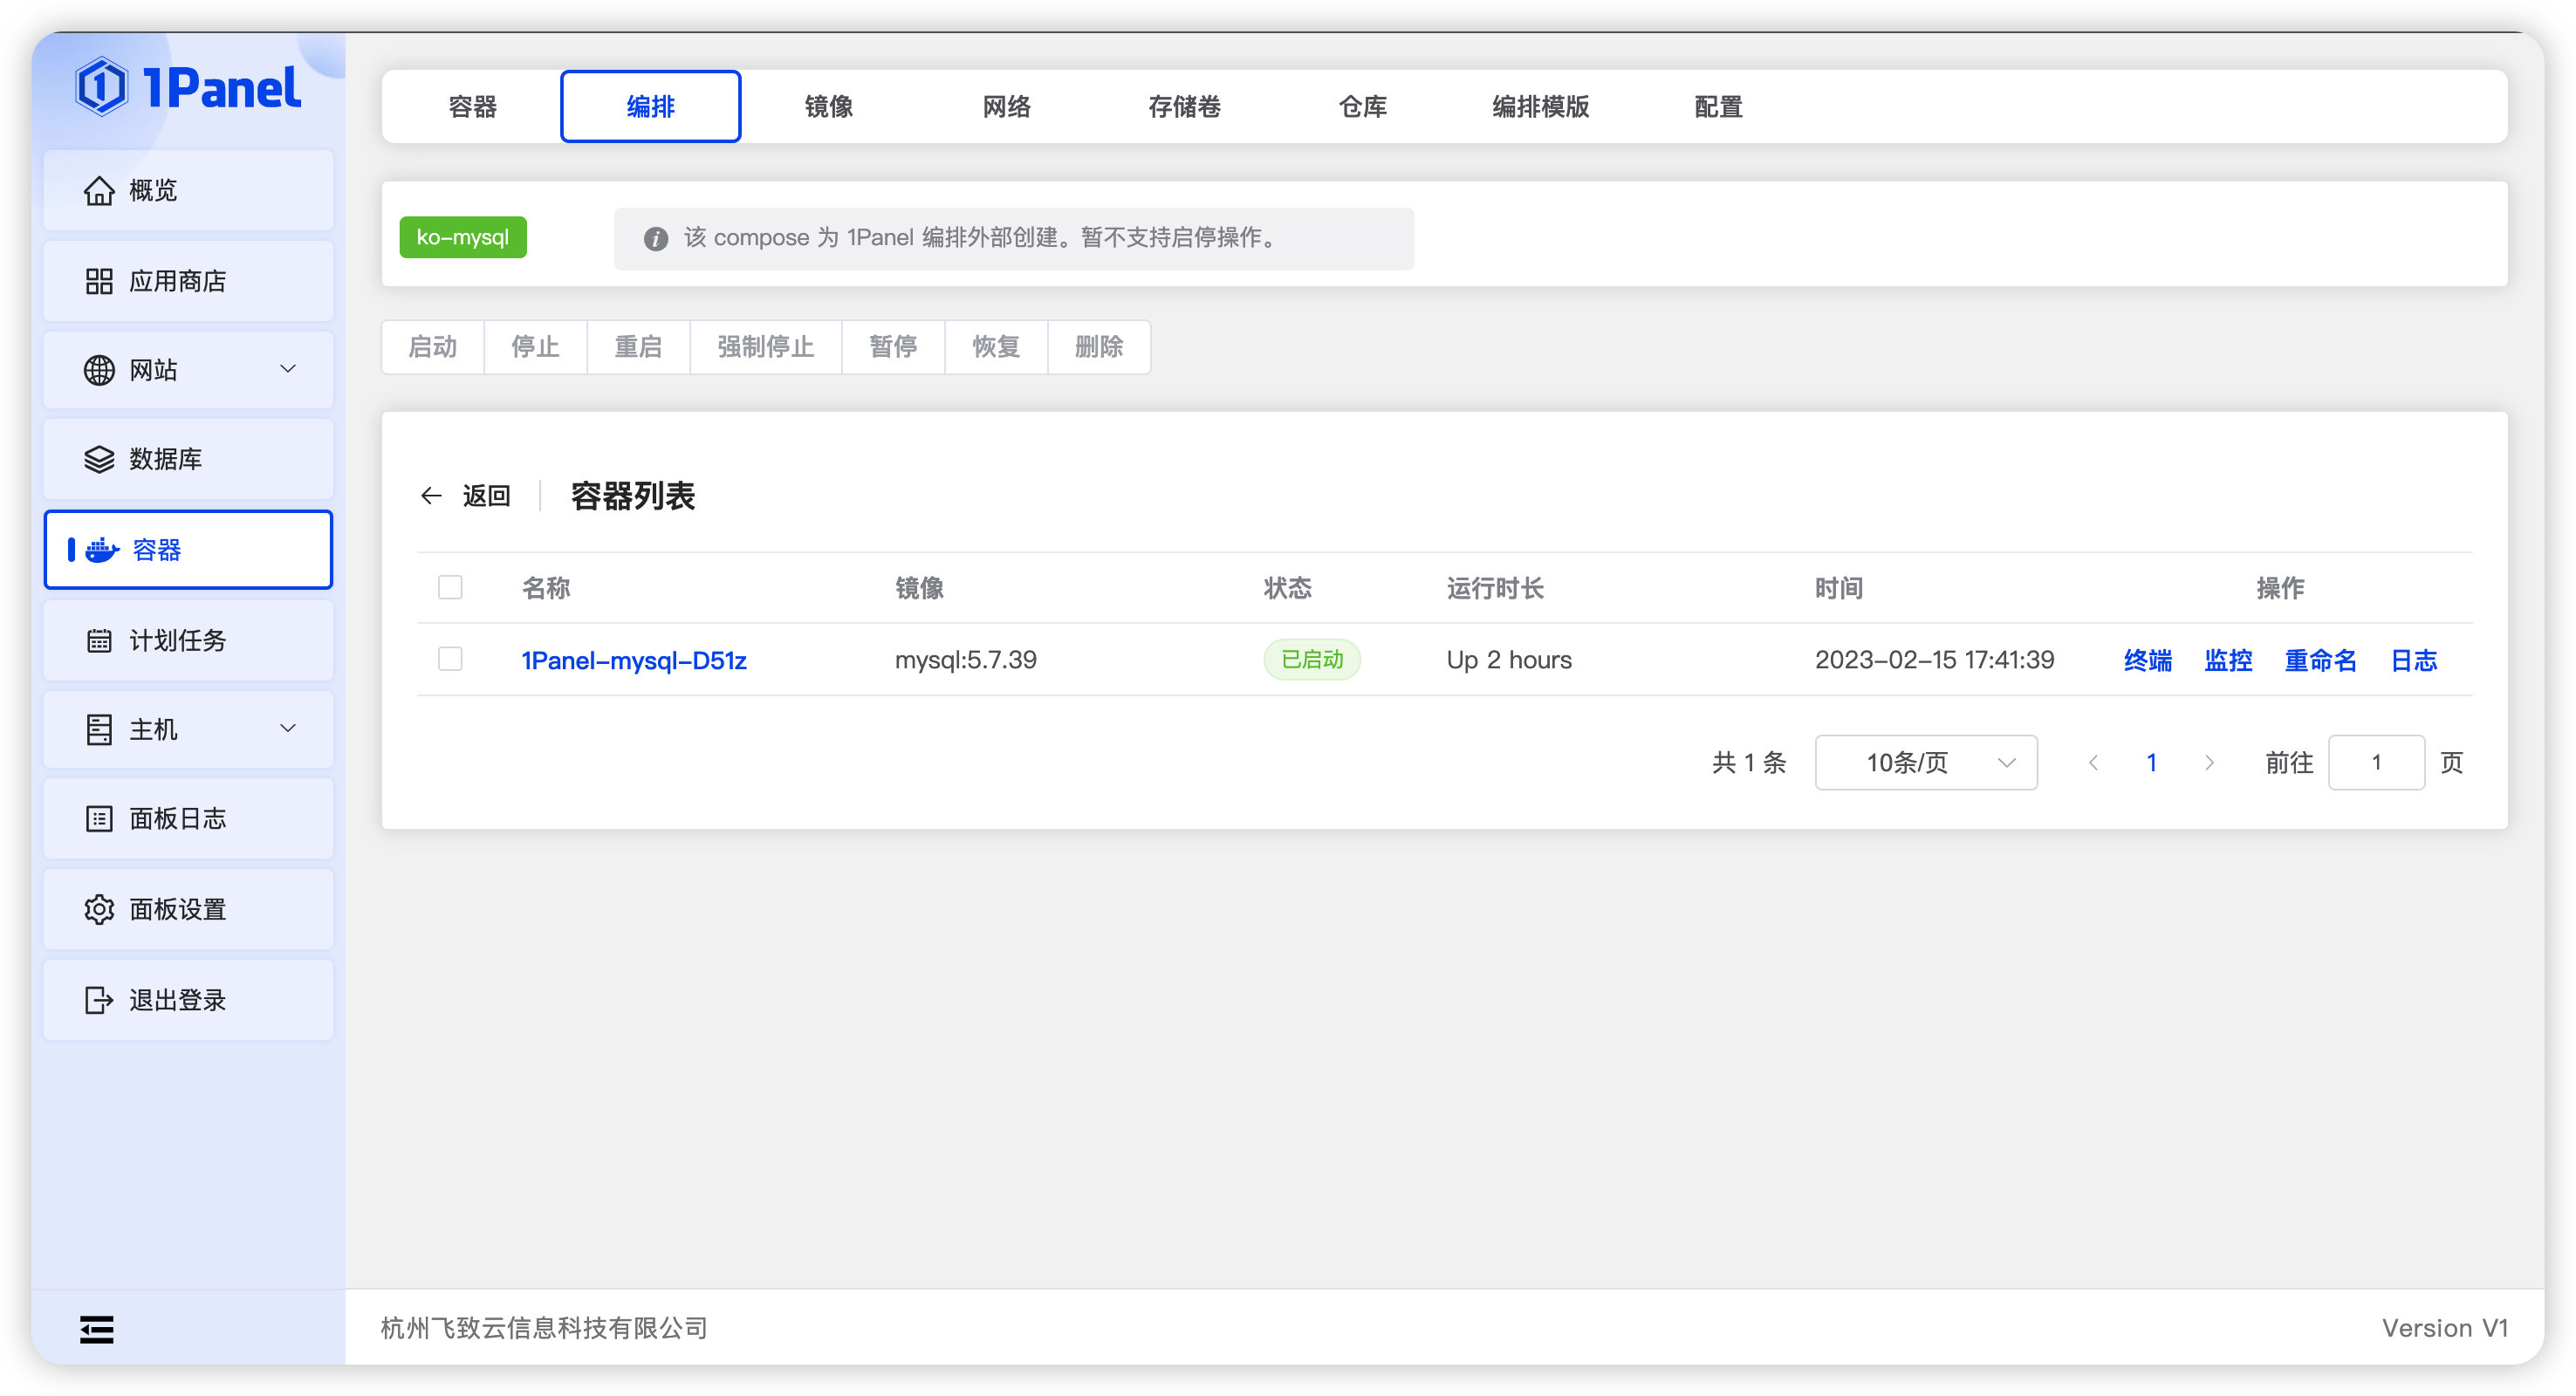 1Panel
容器 编排 镜像 网络 存储卷 仓库 编排模版 配置
概览
应用商店
网站
数据库
容器
计划任务
主机
面板日志
面板设置
退出登录
ko-mysql 该 compose 为 1Panel 编排外部创建。暂不支持启停操作。
启动 停止 重启 强制停止 暂停 恢复 删除
返回 容器列表
名称 镜像 状态 运行时长 时间 操作
1Panel-mysql-D51z mysql:5.7.39 已启动 Up 2 hours 2023-02-15 17:41:39 终端 监控 重命名 日志
共 1 条 10条/页 1 前往 1 页
杭州飞致云信息科技有限公司 Version V1